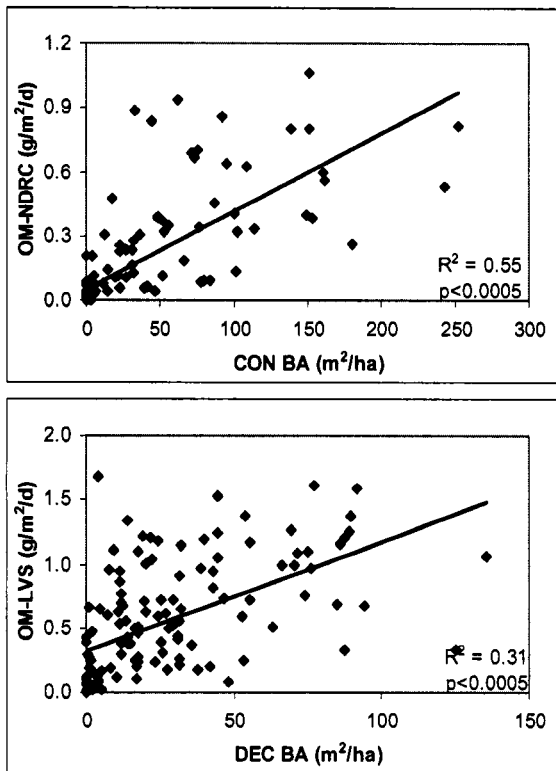 1.2
0.9
0.6
0.3
0.0
OM-NDRC (g/m²/d)
R² = 0.55
p<0.0005
0 50 100 150 200 250 300
CON BA (m²/ha)
2.0
1.5
1.0
0.5
0.0
OM-LVS (g/m²/d)
R² = 0.31
p<0.0005
0 50 100 150
DEC BA (m²/ha)